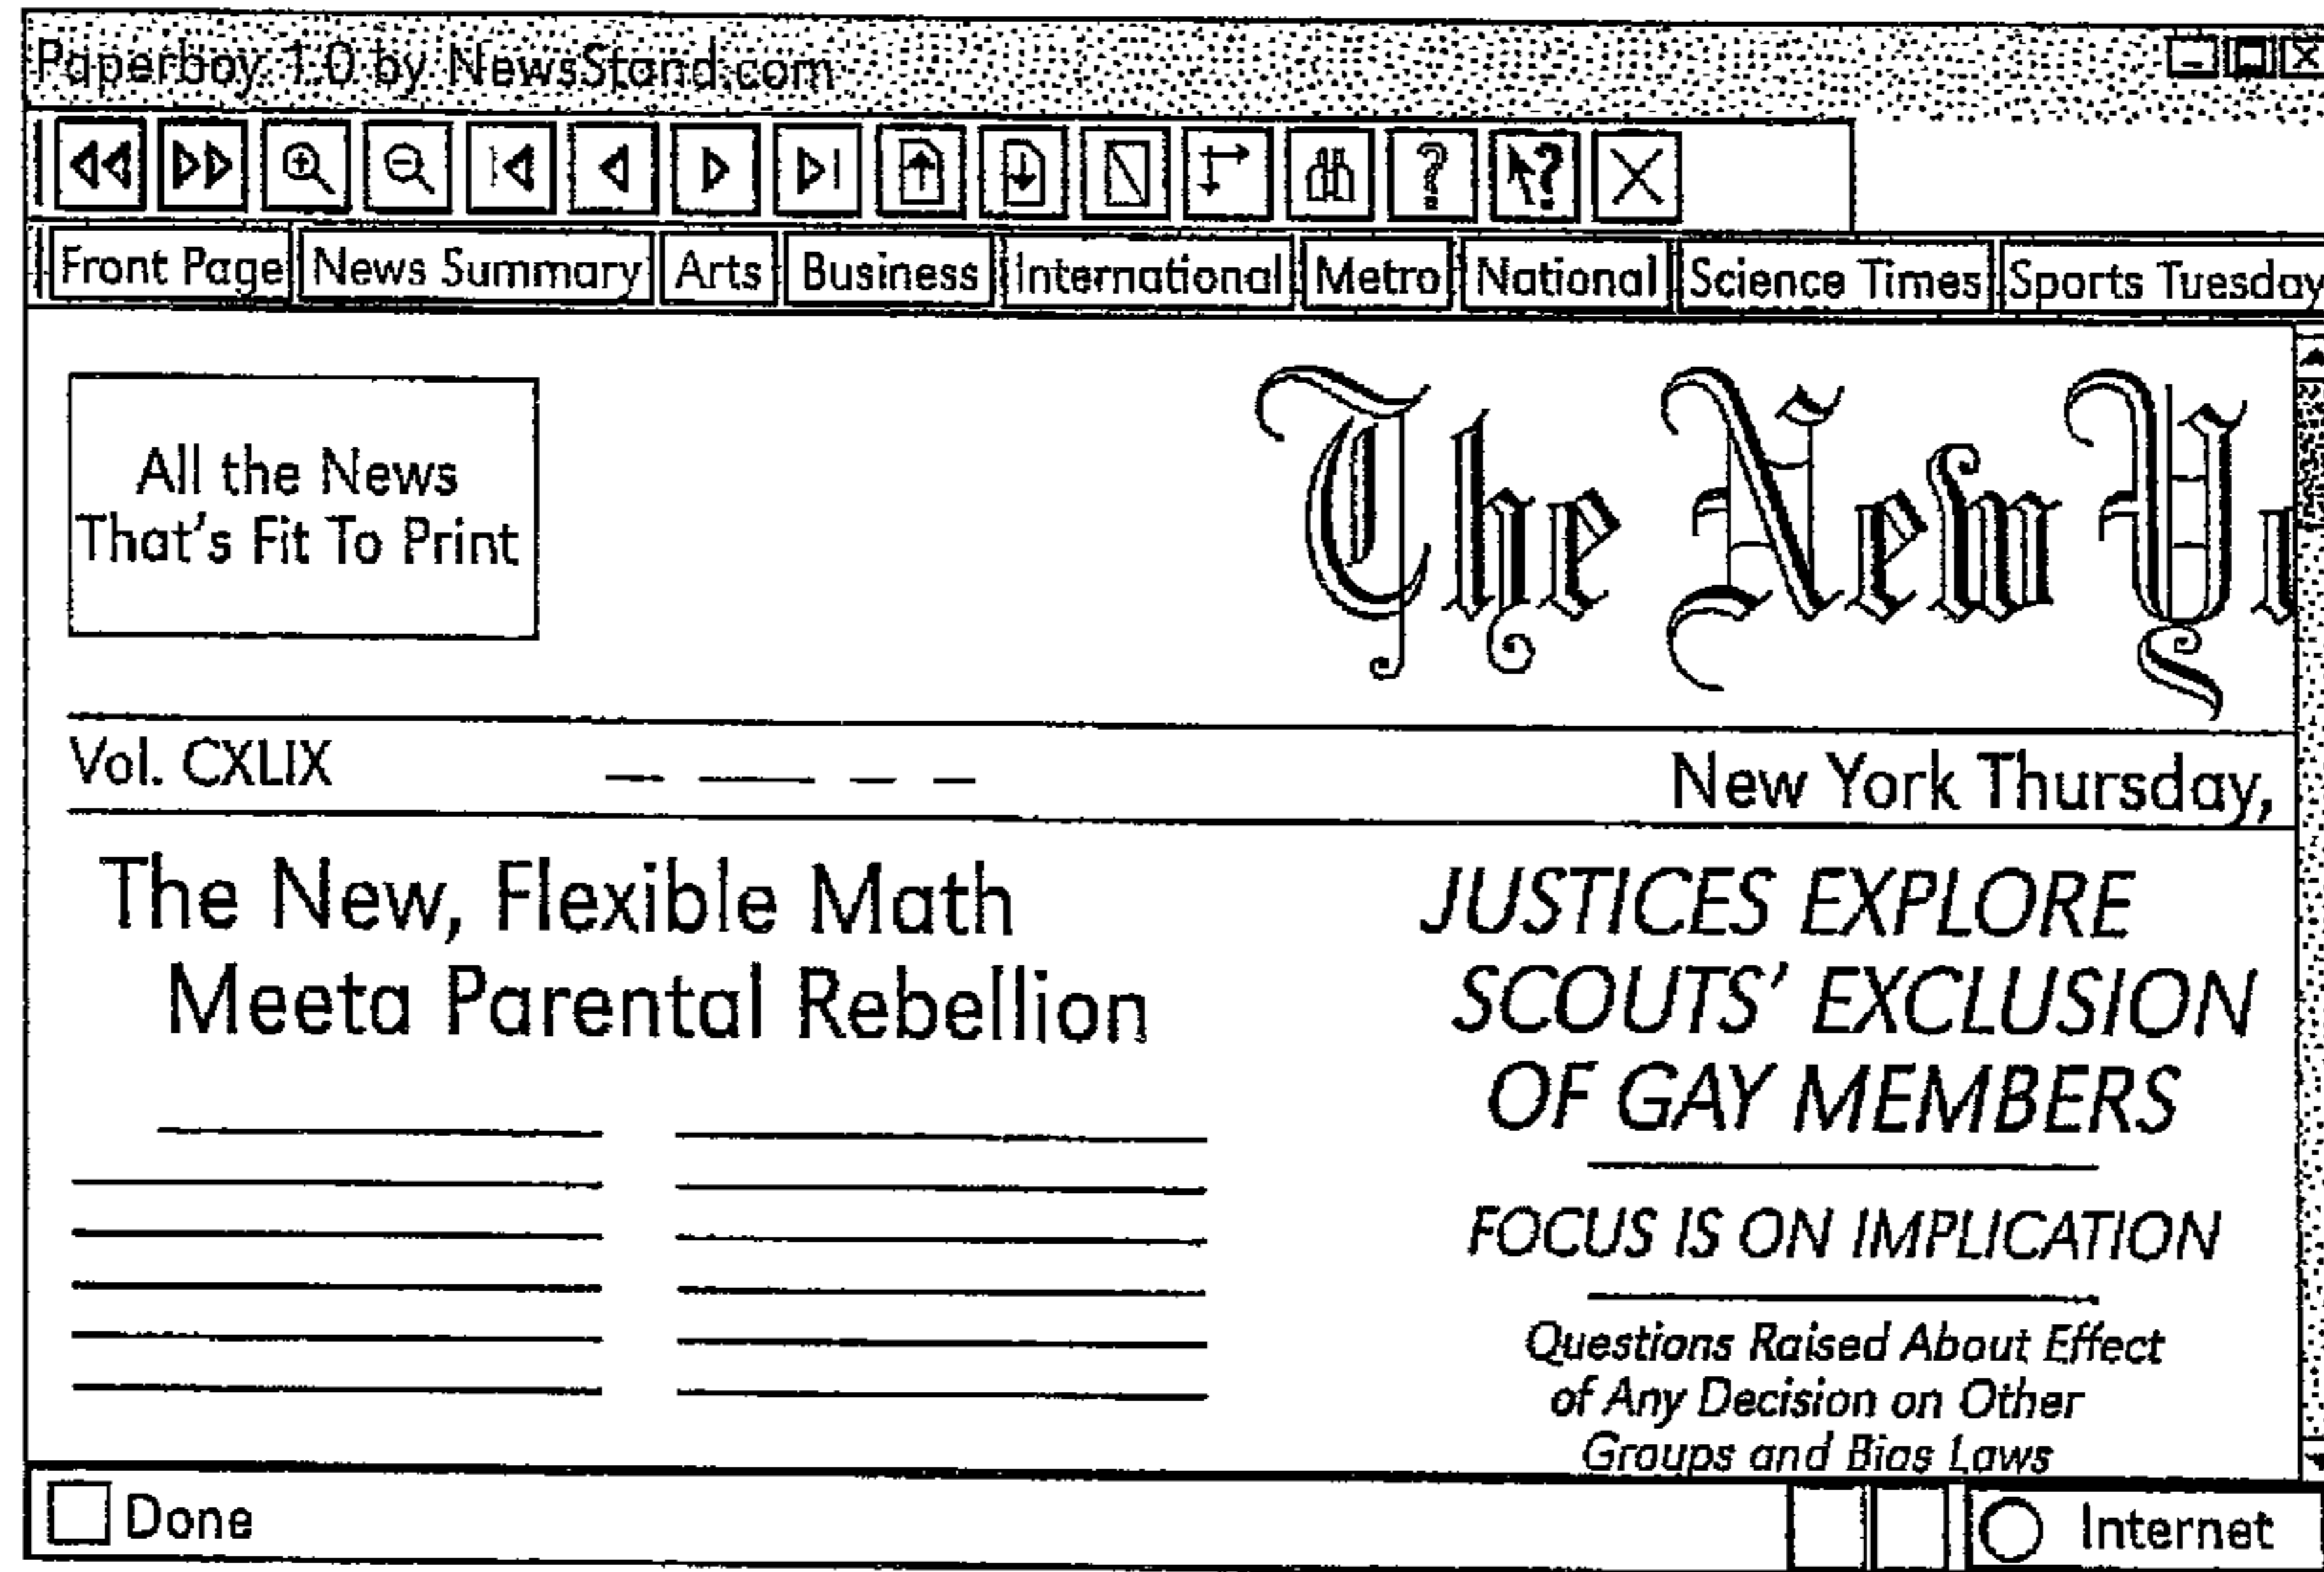 Paperboy 1.0 by NewsStand.com
Front Page News Summary Arts Business International Metro National Science Times Sports Tuesday
All the News
That's Fit To Print
The New Yo
Vol. CXLIX
New York Thursday,
The New, Flexible Math
Meeta Parental Rebellion
JUSTICES EXPLORE
SCOUTS' EXCLUSION
OF GAY MEMBERS
FOCUS IS ON IMPLICATION
Questions Raised About Effect
of Any Decision on Other
Groups and Bias Laws
Done
Internet